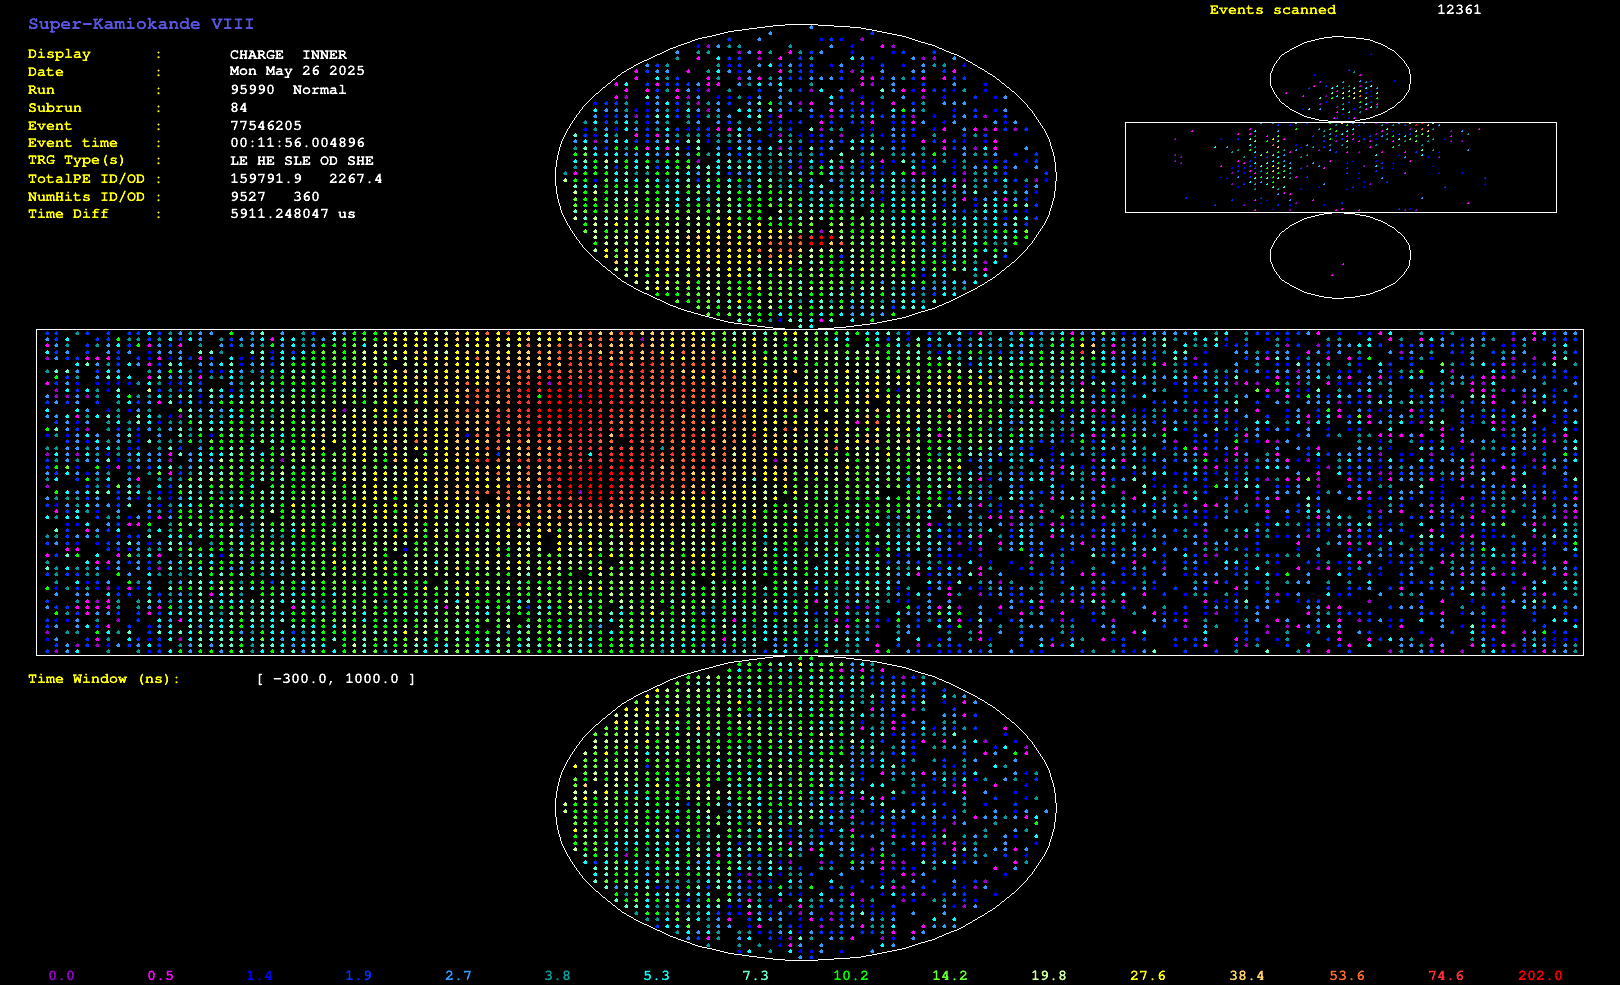 Super-Kamiokande VIII
Events scanned 12361
Display : CHARGE INNER
Date : Mon May 26 2025
Run : 95990 Normal
Subrun : 84
Event : 77546205
Event time : 00:11:56.004896
TRG Type(s) : LE HE SLE OD SHE
TotalPE ID/OD : 159791.9 2267.4
NumHits ID/OD : 9527 360
Time Diff : 5911.248047 us
Time Window (ns): [ -300.0, 1000.0 ]
0.0 0.5 1.4 1.9 2.7 3.8 5.3 7.3 10.2 14.2 19.8 27.6 38.4 53.6 74.6 202.0